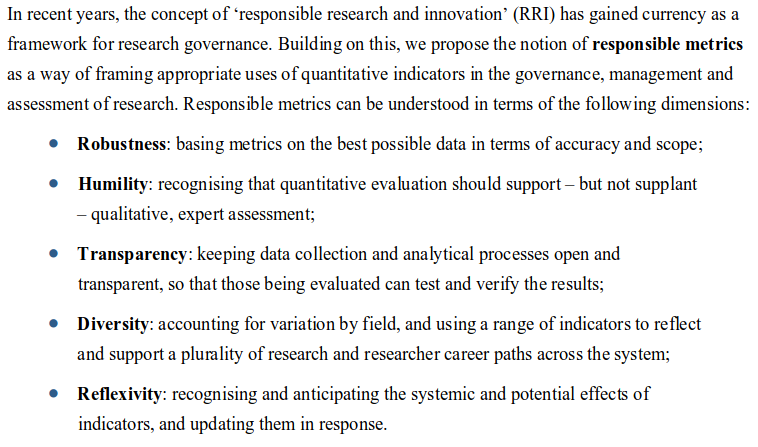 In recent years, the concept of ‘responsible research and innovation’ (RRI) has gained currency as a
framework for research governance. Building on this, we propose the notion of responsible metrics
as a way of framing appropriate uses of quantitative indicators in the governance, management and
assessment of research. Responsible metrics can be understood in terms of the following dimensions:
• Robustness: basing metrics on the best possible data in terms of accuracy and scope;
• Humility: recognising that quantitative evaluation should support – but not supplant
– qualitative, expert assessment;
• Transparency: keeping data collection and analytical processes open and
transparent, so that those being evaluated can test and verify the results;
• Diversity: accounting for variation by field, and using a range of indicators to reflect
and support a plurality of research and researcher career paths across the system;
• Reflexivity: recognising and anticipating the systemic and potential effects of
indicators, and updating them in response.